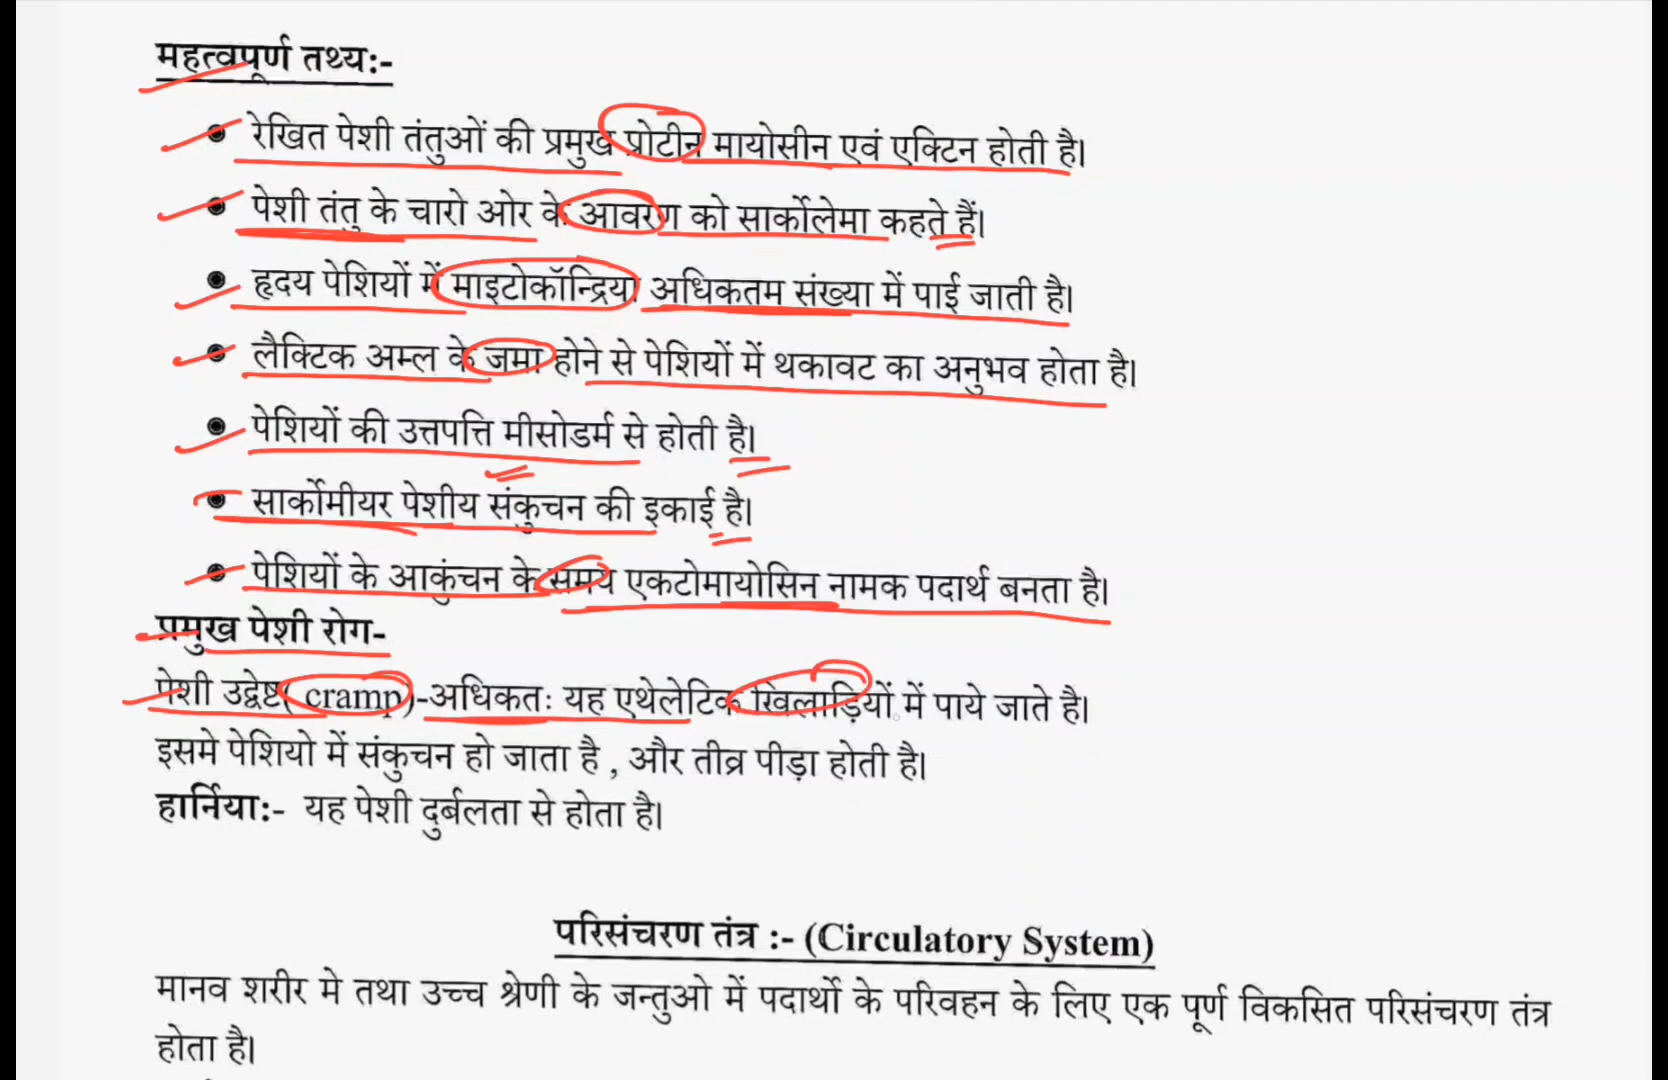 महत्वपूर्ण तथ्य:-
रेखित पेशी तंतुओं की प्रमुख प्रोटीन मायोसीन एवं एक्टिन होती है।
पेशी तंतु के चारो ओर के आवरण को सार्कोलेमा कहते हैं।
हृदय पेशियों में माइटोकॉन्द्रिया अधिकतम संख्या में पाई जाती है।
लैक्टिक अम्ल के जमा होने से पेशियों में थकावट का अनुभव होता है।
पेशियों की उत्तपत्ति मीसोडर्म से होती है।
सार्कोमीयर पेशीय संकुचन की इकाई है।
पेशियों के आकुंचन के समय एकटोमायोसिन नामक पदार्थ बनता है।
प्रमुख पेशी रोग-
पेशी उद्वेष्ट( cramp)-अधिकतः यह एथेलेटिक खिलाड़ियों में पाये जाते है।
इसमे पेशियो में संकुचन हो जाता है , और तीव्र पीड़ा होती है।
हार्निया:- यह पेशी दुर्बलता से होता है।
परिसंचरण तंत्र :- (Circulatory System)
मानव शरीर मे तथा उच्च श्रेणी के जन्तुओ में पदार्थो के परिवहन के लिए एक पूर्ण विकसित परिसंचरण तंत्र
होता है।